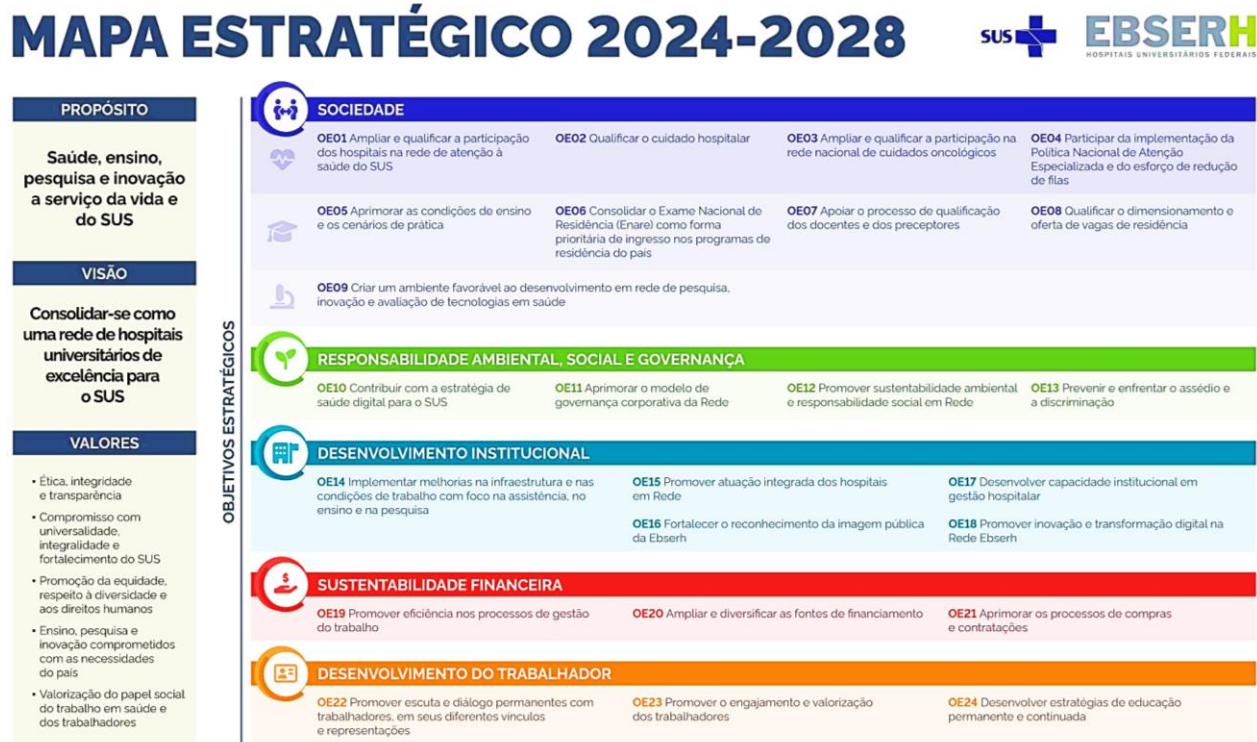 MAPA ESTRATÉGICO 2024-2028
SUS
EBSERH
HOSPITAIS UNIVERSITÁRIOS FEDERAIS
PROPÓSITO
Saúde, ensino,
pesquisa e inovação
a serviço da vida e
do SUS
VISÃO
Consolidar-se como
uma rede de hospitais
universitários de
excelência para
o SUS
VALORES
• Ética, integridade
e transparência
• Compromisso com
universalidade,
integralidade e
fortalecimento do SUS
• Promoção da equidade,
respeito à diversidade e
aos direitos humanos
• Ensino, pesquisa e
inovação comprometidos
com as necessidades
do país
• Valorização do papel social
do trabalho em saúde e
dos trabalhadores
OBJETIVOS ESTRATÉGICOS
SOCIEDADE
OE01 Ampliar e qualificar a participação
dos hospitais na rede de atenção à
saúde do SUS
OE02 Qualificar o cuidado hospitalar
OE03 Ampliar e qualificar a participação na
rede nacional de cuidados oncológicos
OE04 Participar da implementação da
Política Nacional de Atenção
Especializada e do esforço de redução
de filas
OE05 Aprimorar as condições de ensino
e os cenários de prática
OE06 Consolidar o Exame Nacional de
Residência (Enare) como forma
prioritária de ingresso nos programas de
residência do país
OE07 Apoiar o processo de qualificação
dos docentes e dos preceptores
OE08 Qualificar o dimensionamento e
oferta de vagas de residência
OE09 Criar um ambiente favorável ao desenvolvimento em rede de pesquisa,
inovação e avaliação de tecnologias em saúde
RESPONSABILIDADE AMBIENTAL, SOCIAL E GOVERNANÇA
OE10 Contribuir com a estratégia de
saúde digital para o SUS
OE11 Aprimorar o modelo de
governança corporativa da Rede
OE12 Promover sustentabilidade ambiental
e responsabilidade social em Rede
OE13 Prevenir e enfrentar o assédio e
a discriminação
DESENVOLVIMENTO INSTITUCIONAL
OE14 Implementar melhorias na infraestrutura e nas
condições de trabalho com foco na assistência, no
ensino e na pesquisa
OE15 Promover atuação integrada dos hospitais
em Rede
OE16 Fortalecer o reconhecimento da imagem pública
da Ebserh
OE17 Desenvolver capacidade institucional em
gestão hospitalar
OE18 Promover inovação e transformação digital na
Rede Ebserh
SUSTENTABILIDADE FINANCEIRA
OE19 Promover eficiência nos processos de gestão
do trabalho
OE20 Ampliar e diversificar as fontes de financiamento
OE21 Aprimorar os processos de compras
e contratações
DESENVOLVIMENTO DO TRABALHADOR
OE22 Promover escuta e diálogo permanentes com
trabalhadores, em seus diferentes vínculos
e representações
OE23 Promover o engajamento e valorização
dos trabalhadores
OE24 Desenvolver estratégias de educação
permanente e continuada